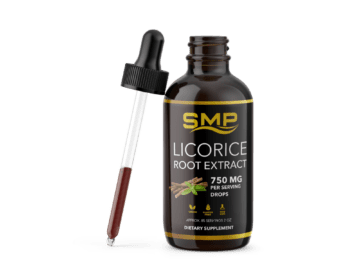 SMP
LICORICE
ROOT EXTRACT
750 MG
PER SERVING
DROPS
DIETARY SUPPLEMENT